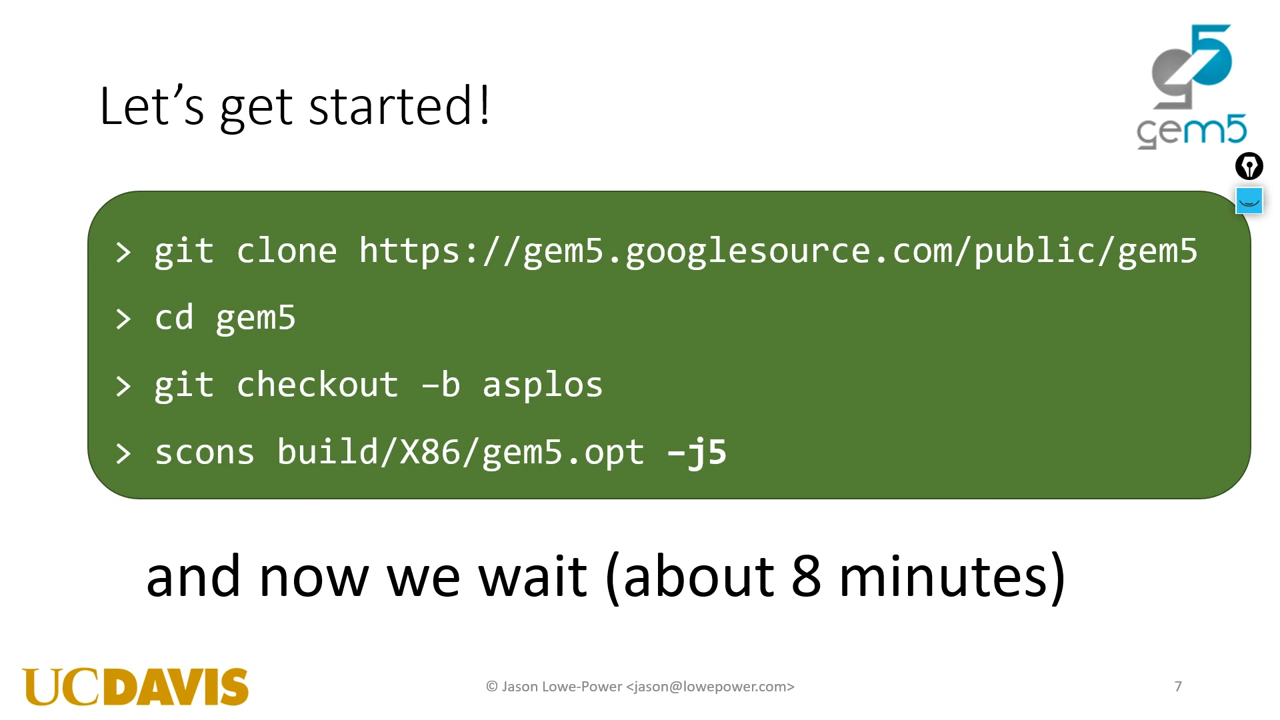 Let’s get started!
gem5
> git clone https://gem5.googlesource.com/public/gem5
> cd gem5
> git checkout –b asplos
> scons build/X86/gem5.opt –j5
and now we wait (about 8 minutes)
UCDAVIS
© Jason Lowe-Power <jason@lowepower.com>
7